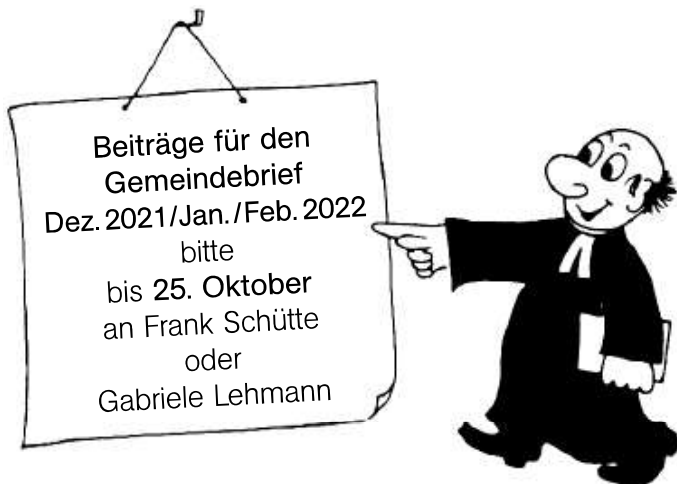 Beiträge für den
Gemeindebrief
Dez. 2021/Jan./Feb. 2022
bitte
bis 25. Oktober
an Frank Schütte
oder
Gabriele Lehmann